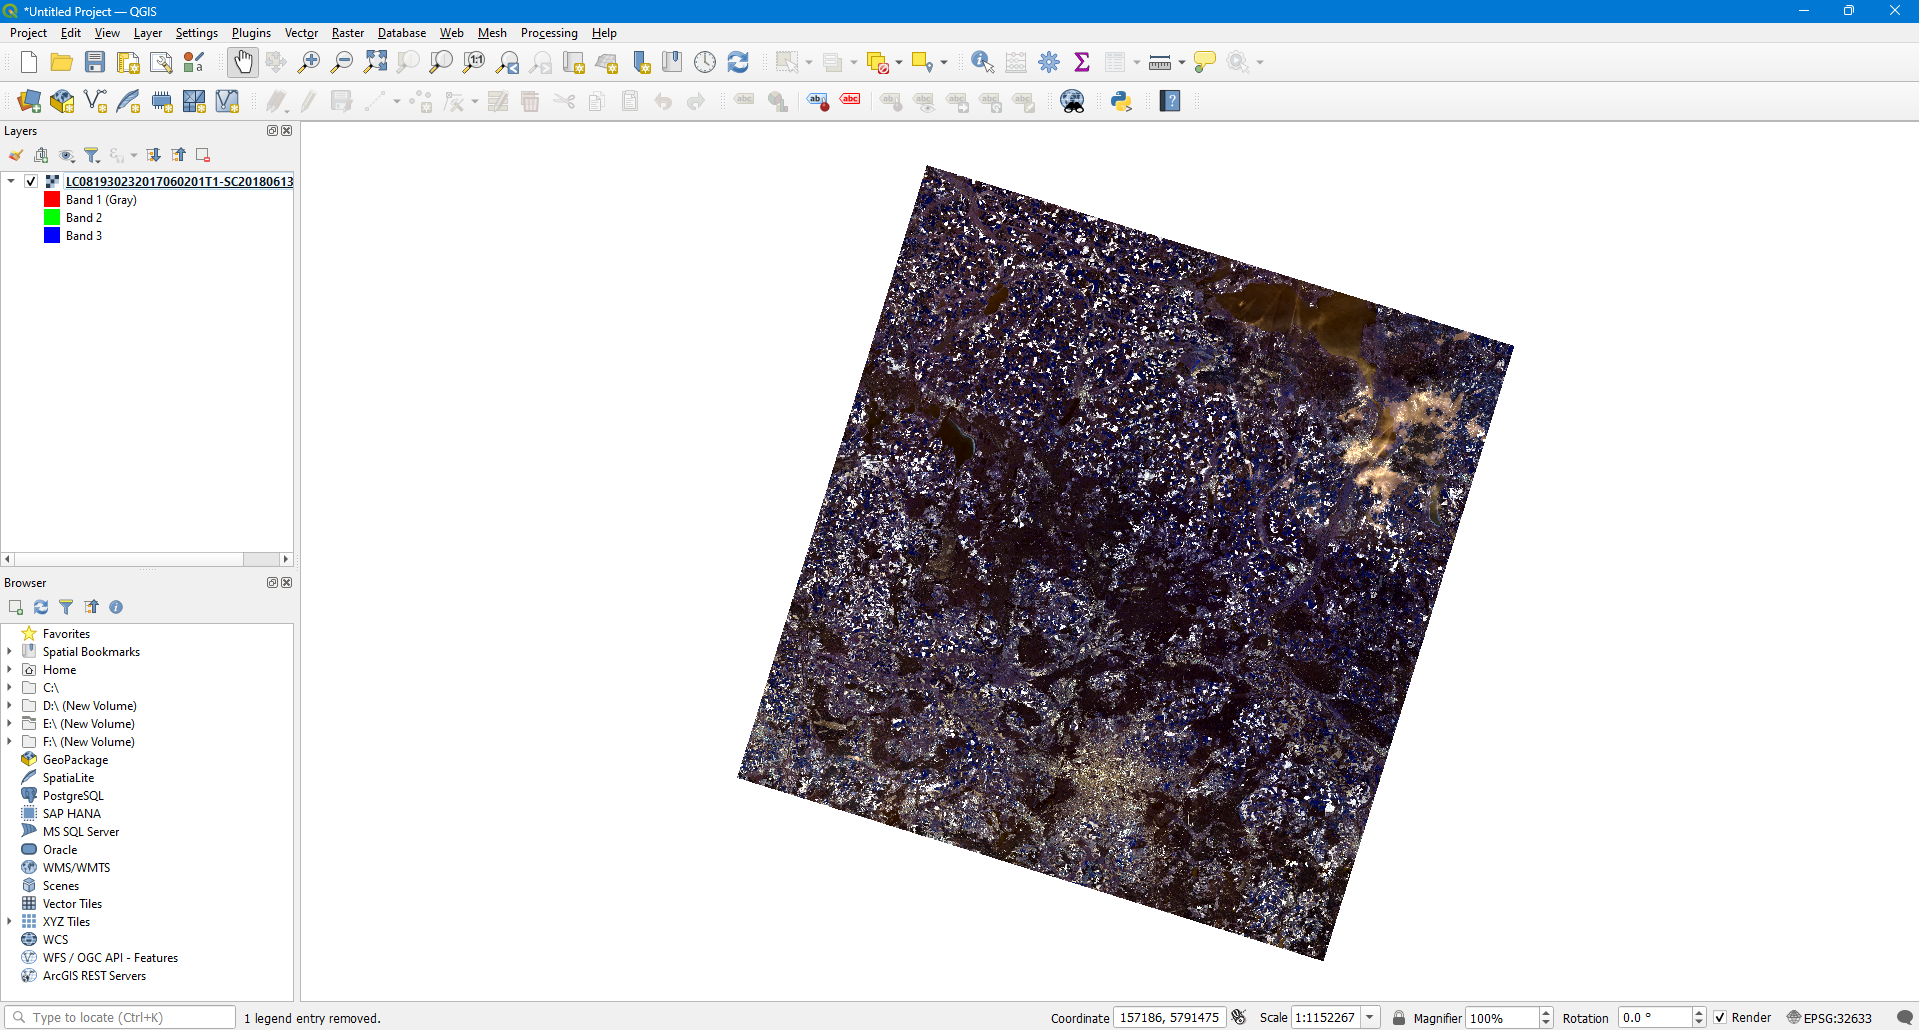 *Untitled Project — QGIS
Project Edit View Layer Settings Plugins Vector Raster Database Web Mesh Processing Help
Layers
LC081930232017060201T1-SC20180613
Band 1 (Gray)
Band 2
Band 3
Browser
Favorites
Spatial Bookmarks
Home
C:\
D:\ (New Volume)
E:\ (New Volume)
F:\ (New Volume)
GeoPackage
SpatiaLite
PostgreSQL
SAP HANA
MS SQL Server
Oracle
WMS/WMTS
Scenes
Vector Tiles
XYZ Tiles
WCS
WFS / OGC API - Features
ArcGIS REST Servers
Type to locate (Ctrl+K) 1 legend entry removed. Coordinate 157186, 5791475 Scale 1:1152267 Magnifier 100% Rotation 0.0 ° Render EPSG:32633